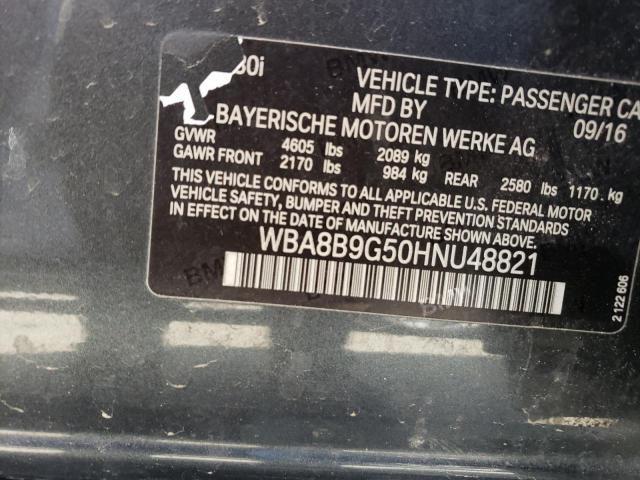 30i
VEHICLE TYPE: PASSENGER CA
MFD BY
09/16
BAYERISCHE MOTOREN WERKE AG
GVWR 4605 lbs 2089 kg
GAWR FRONT 2170 lbs 984 kg REAR 2580 lbs 1170 kg
THIS VEHICLE CONFORMS TO ALL APPLICABLE U.S. FEDERAL MOTOR
VEHICLE SAFETY, BUMPER AND THEFT PREVENTION STANDARDS
IN EFFECT ON THE DATE OF MANUFACTURE SHOWN ABOVE.
WBA8B9G50HNU48821
2 122 606